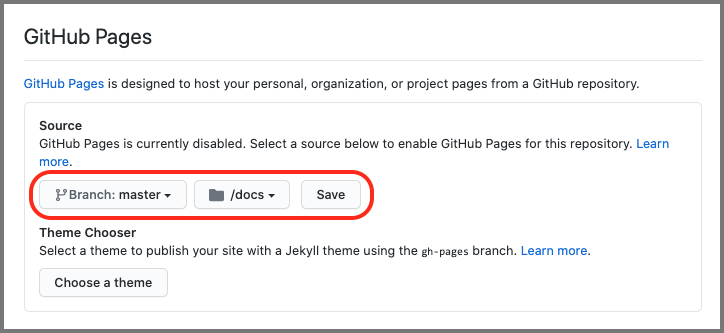 GitHub Pages
GitHub Pages is designed to host your personal, organization, or project pages from a GitHub repository.
Source
GitHub Pages is currently disabled. Select a source below to enable GitHub Pages for this repository. Learn
more.
Branch: master /docs Save
Theme Chooser
Select a theme to publish your site with a Jekyll theme using the gh-pages branch. Learn more.
Choose a theme